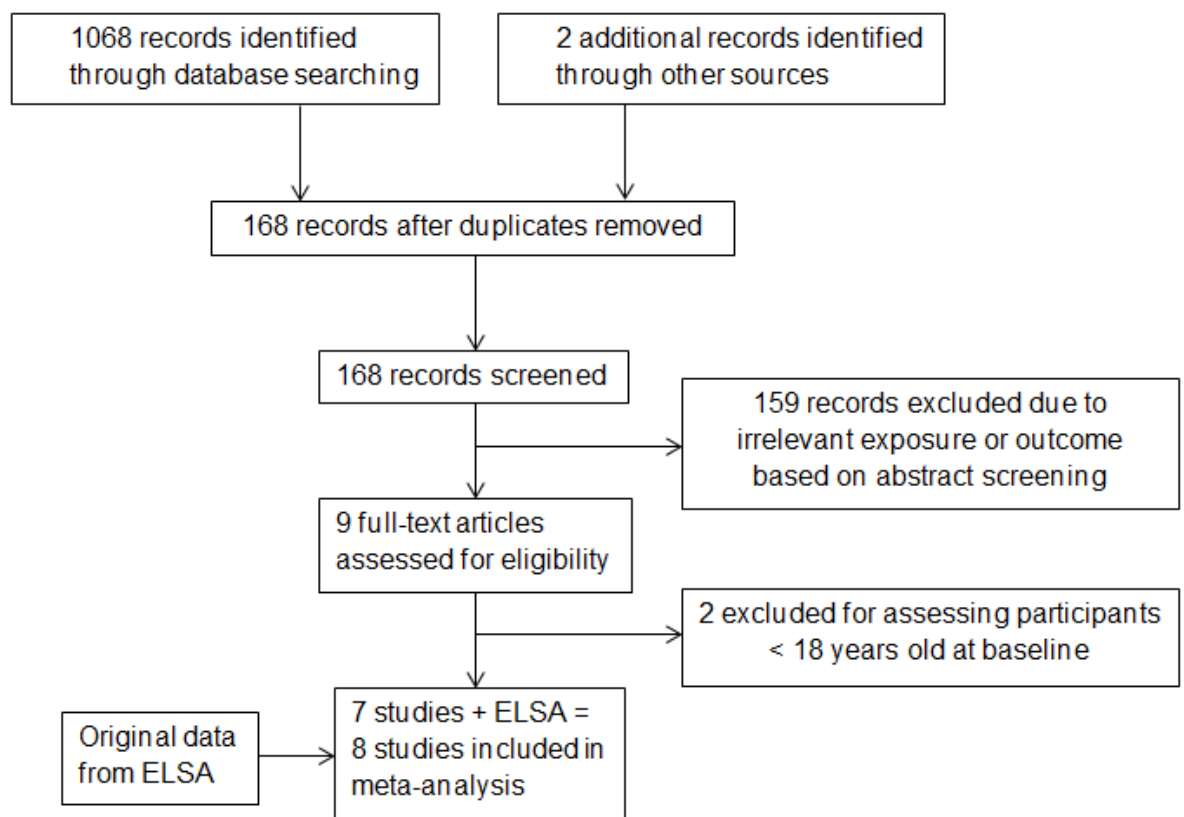 1068 records identified
through database searching
2 additional records identified
through other sources
168 records after duplicates removed
168 records screened
159 records excluded due to
irrelevant exposure or outcome
based on abstract screening
9 full-text articles
assessed for eligibility
2 excluded for assessing participants
< 18 years old at baseline
Original data
from ELSA
7 studies + ELSA =
8 studies included in
meta-analysis